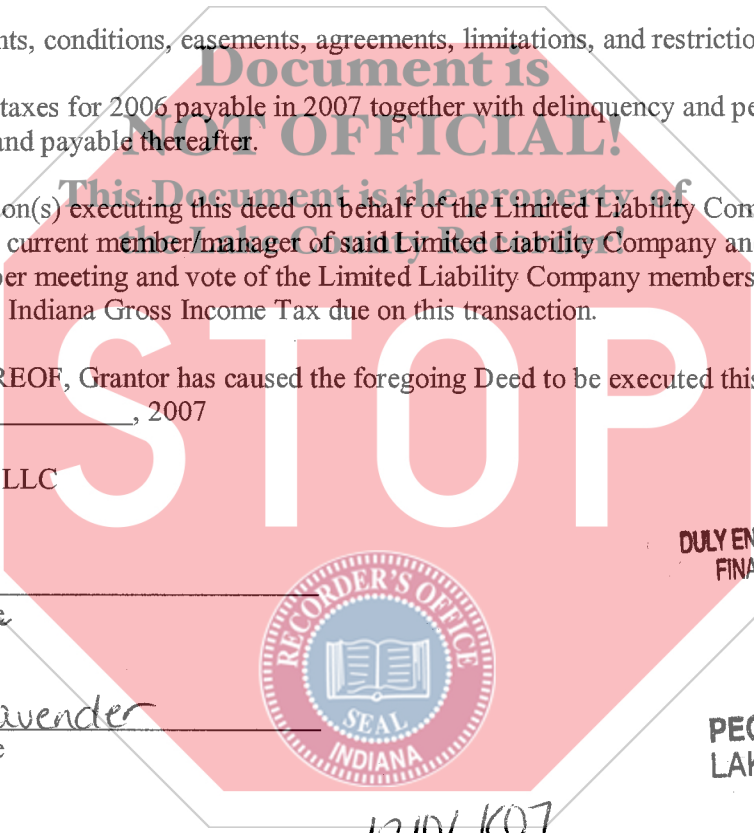 nts, conditions, easements, agreements, limitations, and restrictio
Document is
taxes for 2006 payable in 2007 together with delinquency and pe
NOT OFFICIAL!
and payable thereafter.
This Document is the property of
on(s) executing this deed on behalf of the Limited Liability Com
the Lake County Recorder!
current member/manager of said Limited Liability Company an
per meeting and vote of the Limited Liability Company members
Indiana Gross Income Tax due on this transaction.
STOP
REOF, Grantor has caused the foregoing Deed to be executed this
, 2007
LLC
DULY EN
FINA
RECORDER'S OFFICE
SEAL
INDIANA
avender
e
PEG
LAK